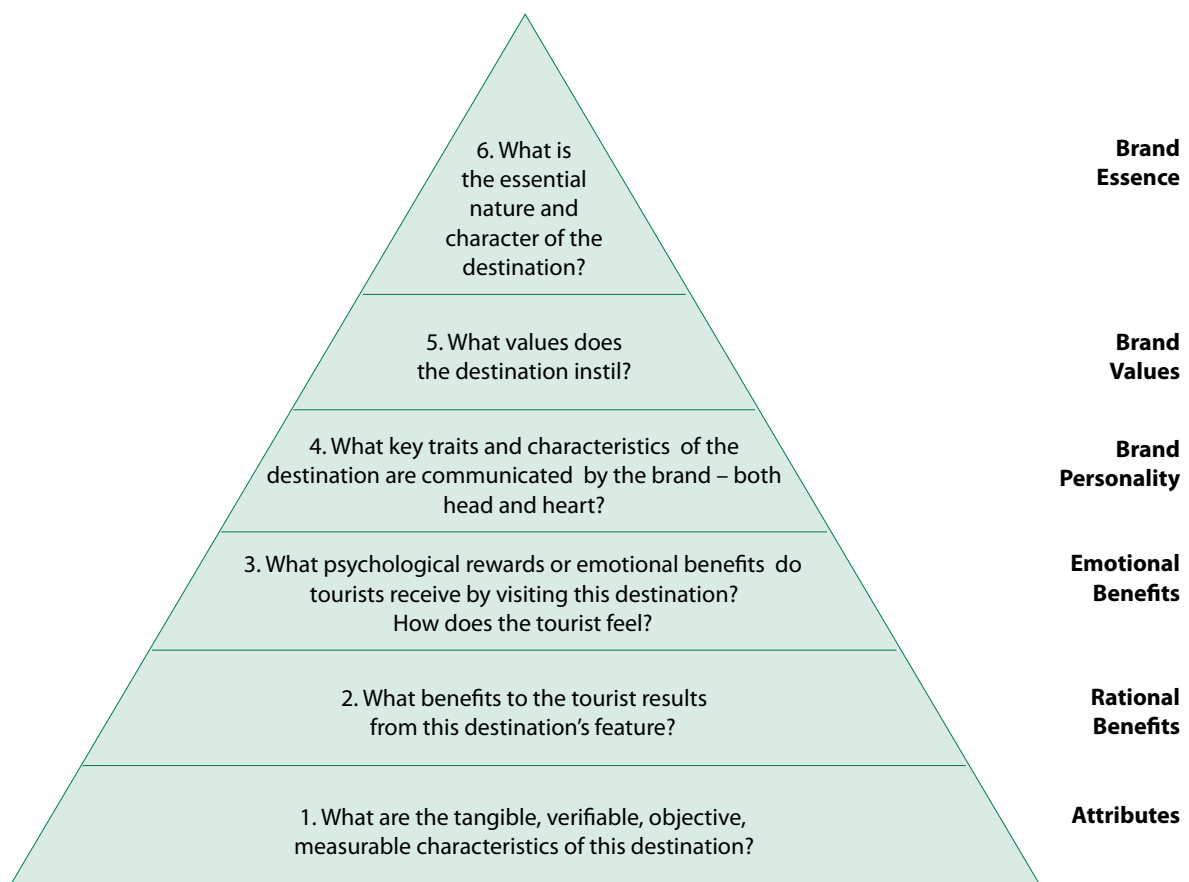 6. What is
the essential
nature and
character of the
destination?
Brand
Essence
5. What values does
the destination instil?
Brand
Values
4. What key traits and characteristics of the
destination are communicated by the brand – both
head and heart?
Brand
Personality
3. What psychological rewards or emotional benefits do
tourists receive by visiting this destination?
How does the tourist feel?
Emotional
Benefits
2. What benefits to the tourist results
from this destination’s feature?
Rational
Benefits
1. What are the tangible, verifiable, objective,
measurable characteristics of this destination?
Attributes